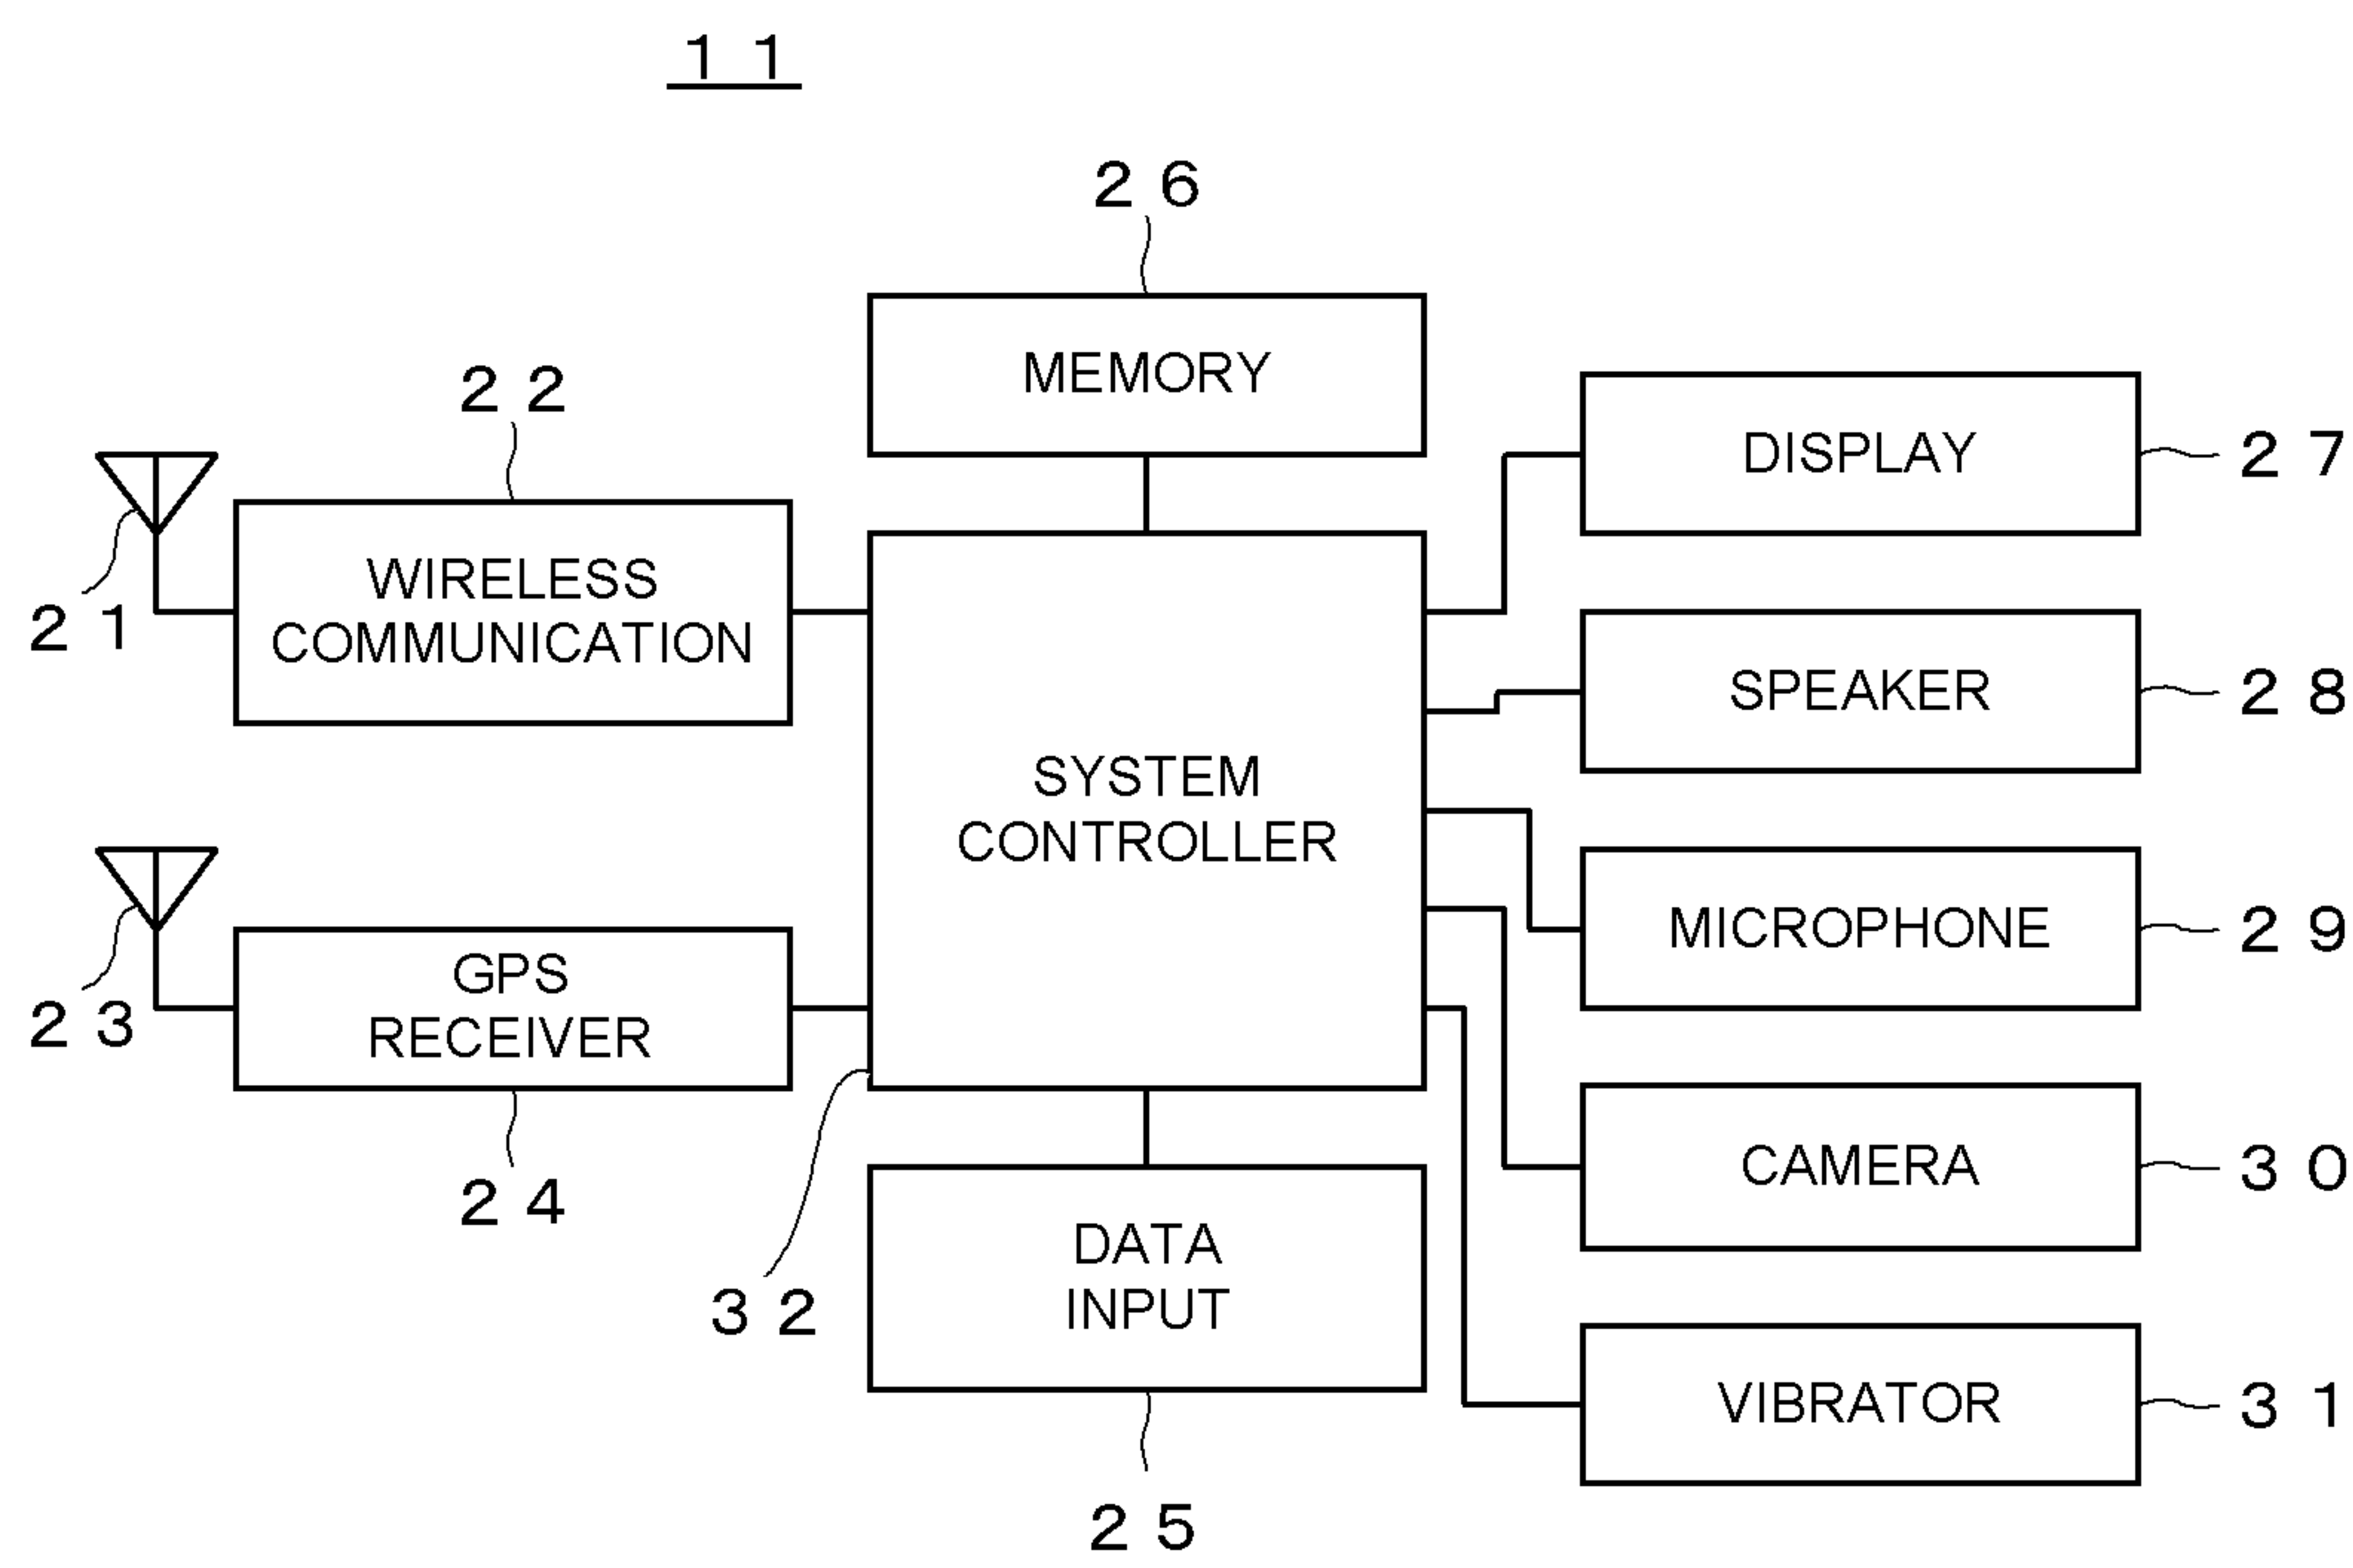 11
26
MEMORY
22
DISPLAY
27
WIRELESS
COMMUNICATION
21
SPEAKER
28
SYSTEM
CONTROLLER
MICROPHONE
29
GPS
RECEIVER
23
24
CAMERA
30
DATA
INPUT
32
VIBRATOR
31
25